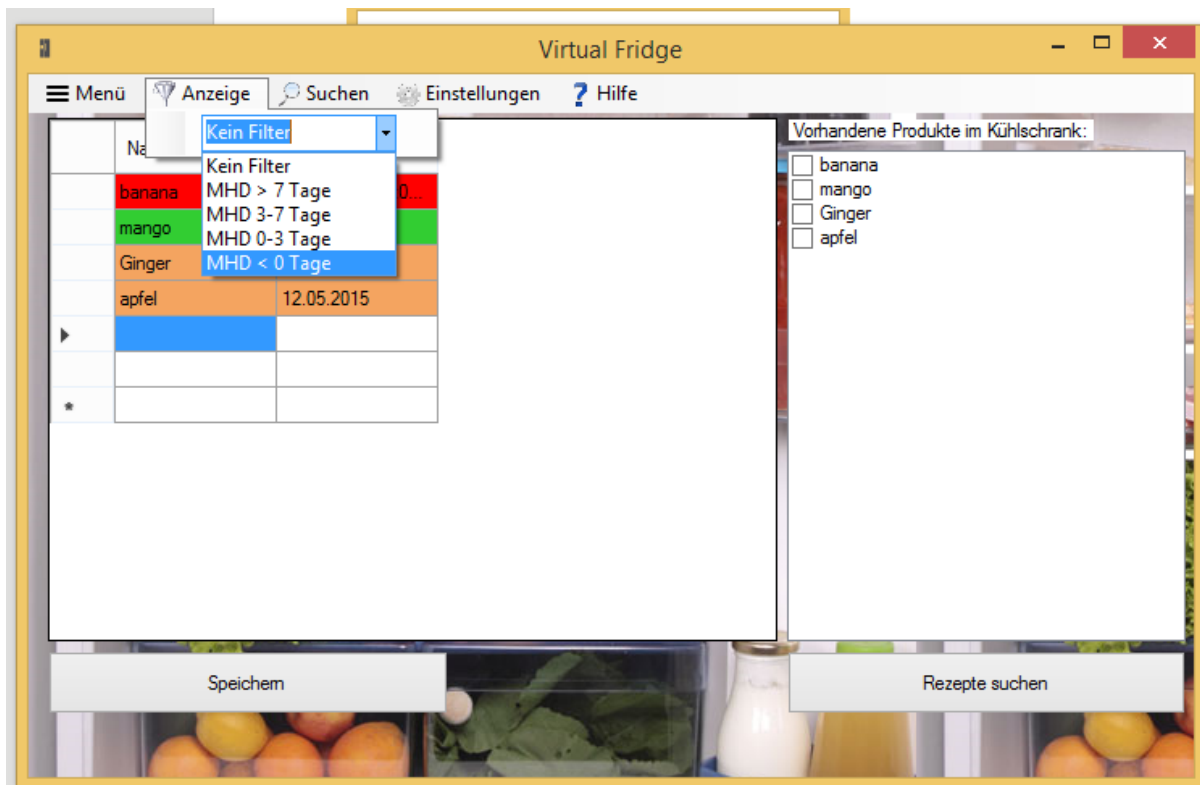 Virtual Fridge
Menü Anzeige Suchen Einstellungen ? Hilfe
Kein Filter
Kein Filter
MHD > 7 Tage
MHD 3-7 Tage
MHD 0-3 Tage
MHD < 0 Tage
banana
mango
Ginger
apfel 12.05.2015
Speichern
Vorhandene Produkte im Kühlschrank:
banana
mango
Ginger
apfel
Rezepte suchen